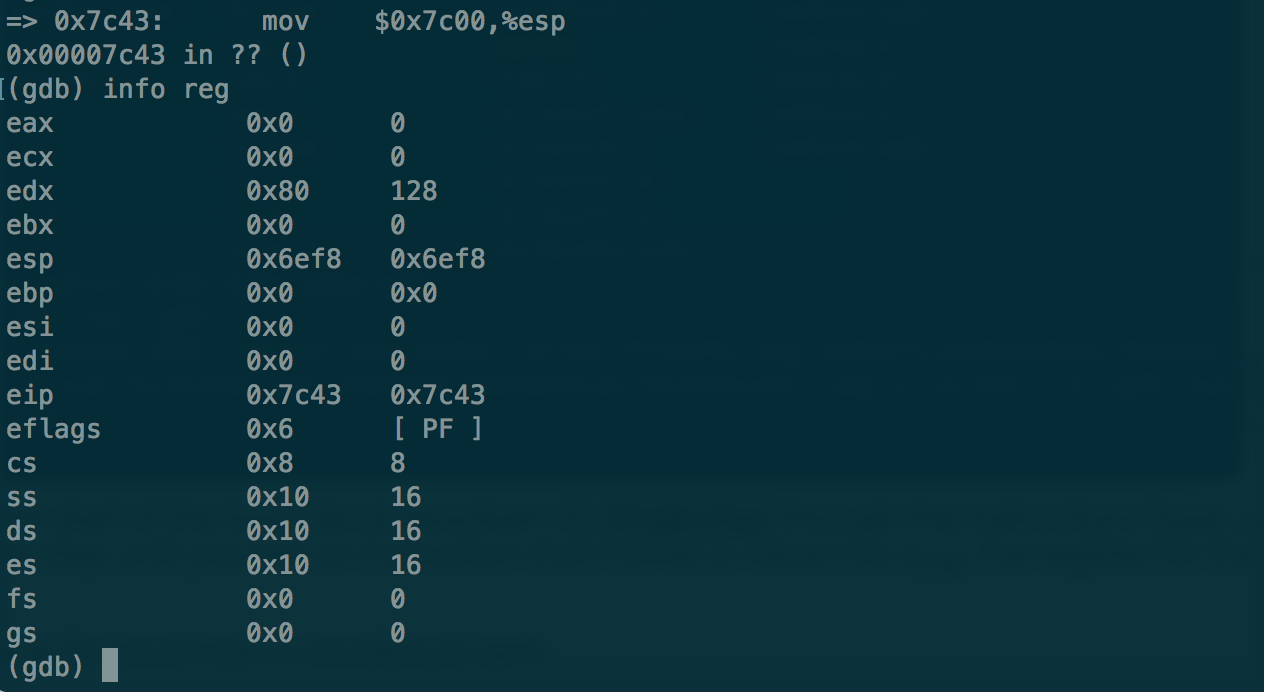 => 0x7c43:      mov    $0x7c00,%esp
0x00007c43 in ?? ()
(gdb) info reg
eax            0x0      0
ecx            0x0      0
edx            0x80     128
ebx            0x0      0
esp            0x6ef8   0x6ef8
ebp            0x0      0x0
esi            0x0      0
edi            0x0      0
eip            0x7c43   0x7c43
eflags         0x6      [ PF ]
cs             0x8      8
ss             0x10     16
ds             0x10     16
es             0x10     16
fs             0x0      0
gs             0x0      0
(gdb)